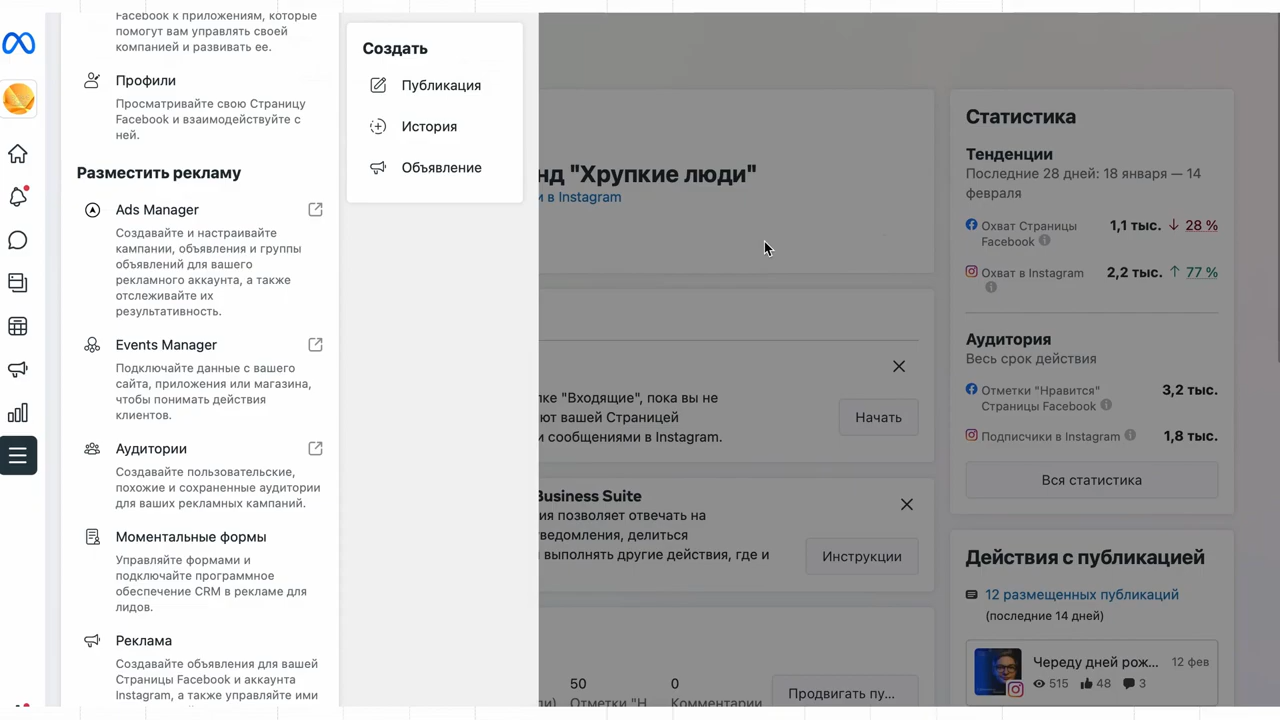 Facebook к приложениям, которые
помогут вам управлять своей
компанией и развивать ее.
Профили
Просматривайте свою Страницу
Facebook и взаимодействуйте с
ней.
Разместить рекламу
Ads Manager
Создавайте и настраивайте
кампании, объявления и группы
объявлений для вашего
рекламного аккаунта, а также
отслеживайте их
результативность.
Events Manager
Подключайте данные с вашего
сайта, приложения или магазина,
чтобы понимать действия
клиентов.
Аудитории
Создавайте пользовательские,
похожие и сохраненные аудитории
для ваших рекламных кампаний.
Моментальные формы
Управляйте формами и
подключайте программное
обеспечение CRM в рекламе для
лидов.
Реклама
Создавайте объявления для вашей
Страницы Facebook и аккаунта
Instagram, а также управляйте ими
Создать
Публикация
История
Объявление
нд "Хрупкие люди"
и в Instagram
лке "Входящие", пока вы не
ют вашей Страницей
и сообщениями в Instagram.
Начать
Business Suite
ия позволяет отвечать на
ведомления, делиться
выполнять другие действия, где и
Инструкции
50
0
Отметки "Н
Комментарии
Продвигать пу...
Статистика
Тенденции
Последние 28 дней: 18 января — 14
февраля
Охват Страницы
Facebook
1,1 тыс. ↓ 28 %
Охват в Instagram
2,2 тыс. ↑ 77 %
Аудитория
Весь срок действия
Отметки "Нравится"
Страницы Facebook
3,2 тыс.
Подписчики в Instagram
1,8 тыс.
Вся статистика
Действия с публикацией
12 размещенных публикаций
(последние 14 дней)
Череду дней рож...
12 фев
515
48
3